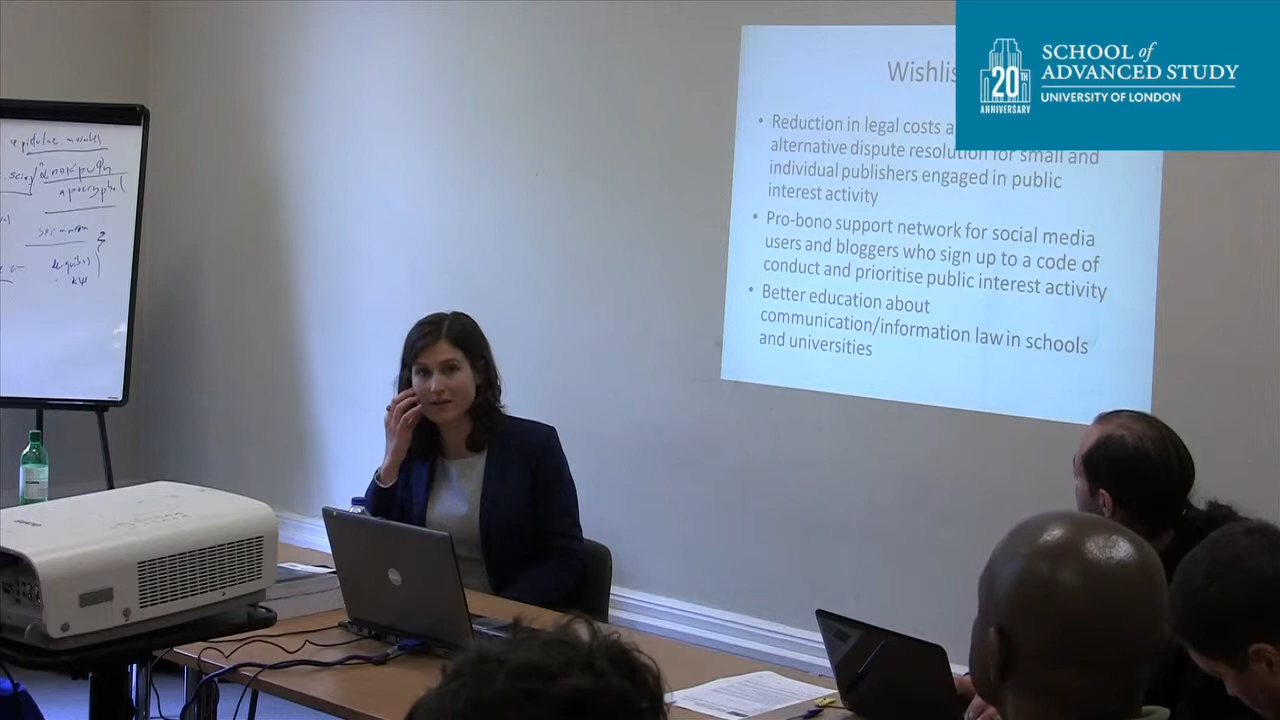 SCHOOL of
ADVANCED STUDY
UNIVERSITY OF LONDON
20TH
ANNIVERSARY
• Reduction in legal costs
alternative dispute resolution for small and
individual publishers engaged in public
interest activity
• Pro-bono support network for social media
users and bloggers who sign up to a code of
conduct and prioritise public interest activity
• Better education about
communication/information law in schools
and universities
ἀποκρυφη
apocryphal